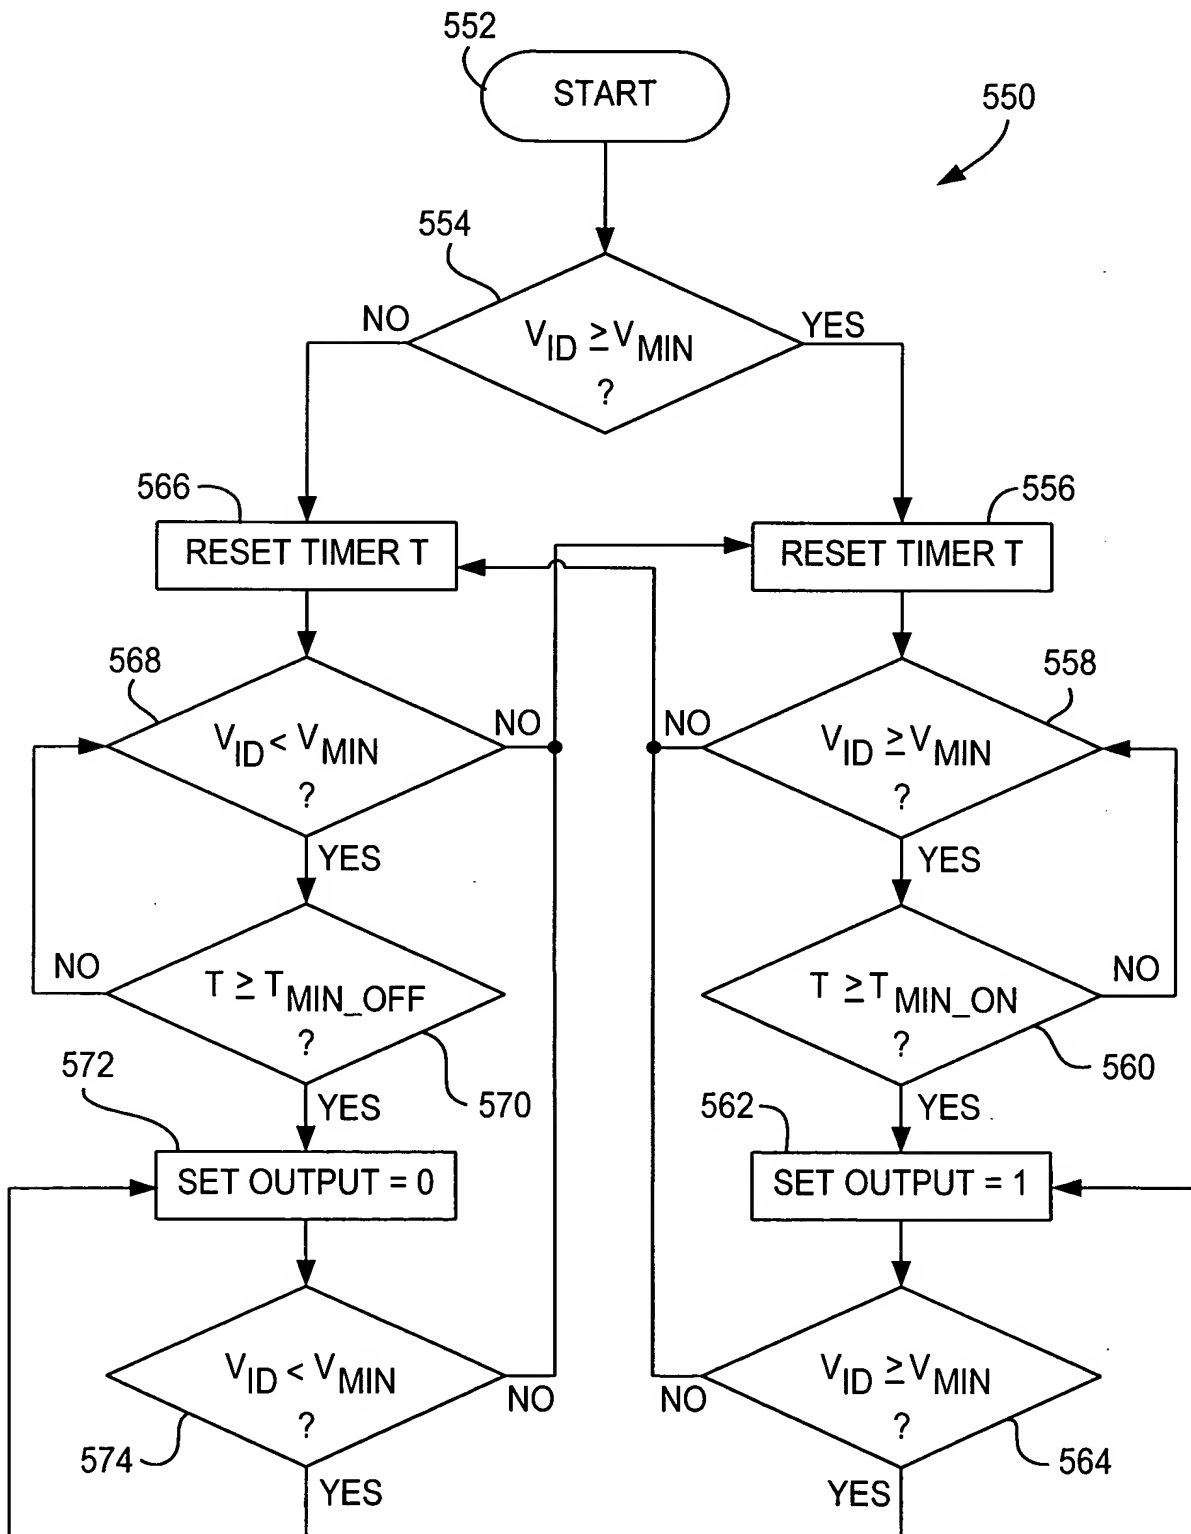 552
START
550
554
NO
V_ID ≥ V_MIN
YES
?
566
556
RESET TIMER T
RESET TIMER T
568
558
V_ID < V_MIN
NO
NO
V_ID ≥ V_MIN
?
?
YES
YES
NO
T ≥ T_MIN_OFF
T ≥ T_MIN_ON
NO
?
?
572
570
562
560
YES
YES
SET OUTPUT = 0
SET OUTPUT = 1
V_ID < V_MIN
NO
NO
V_ID ≥ V_MIN
?
?
574
564
YES
YES